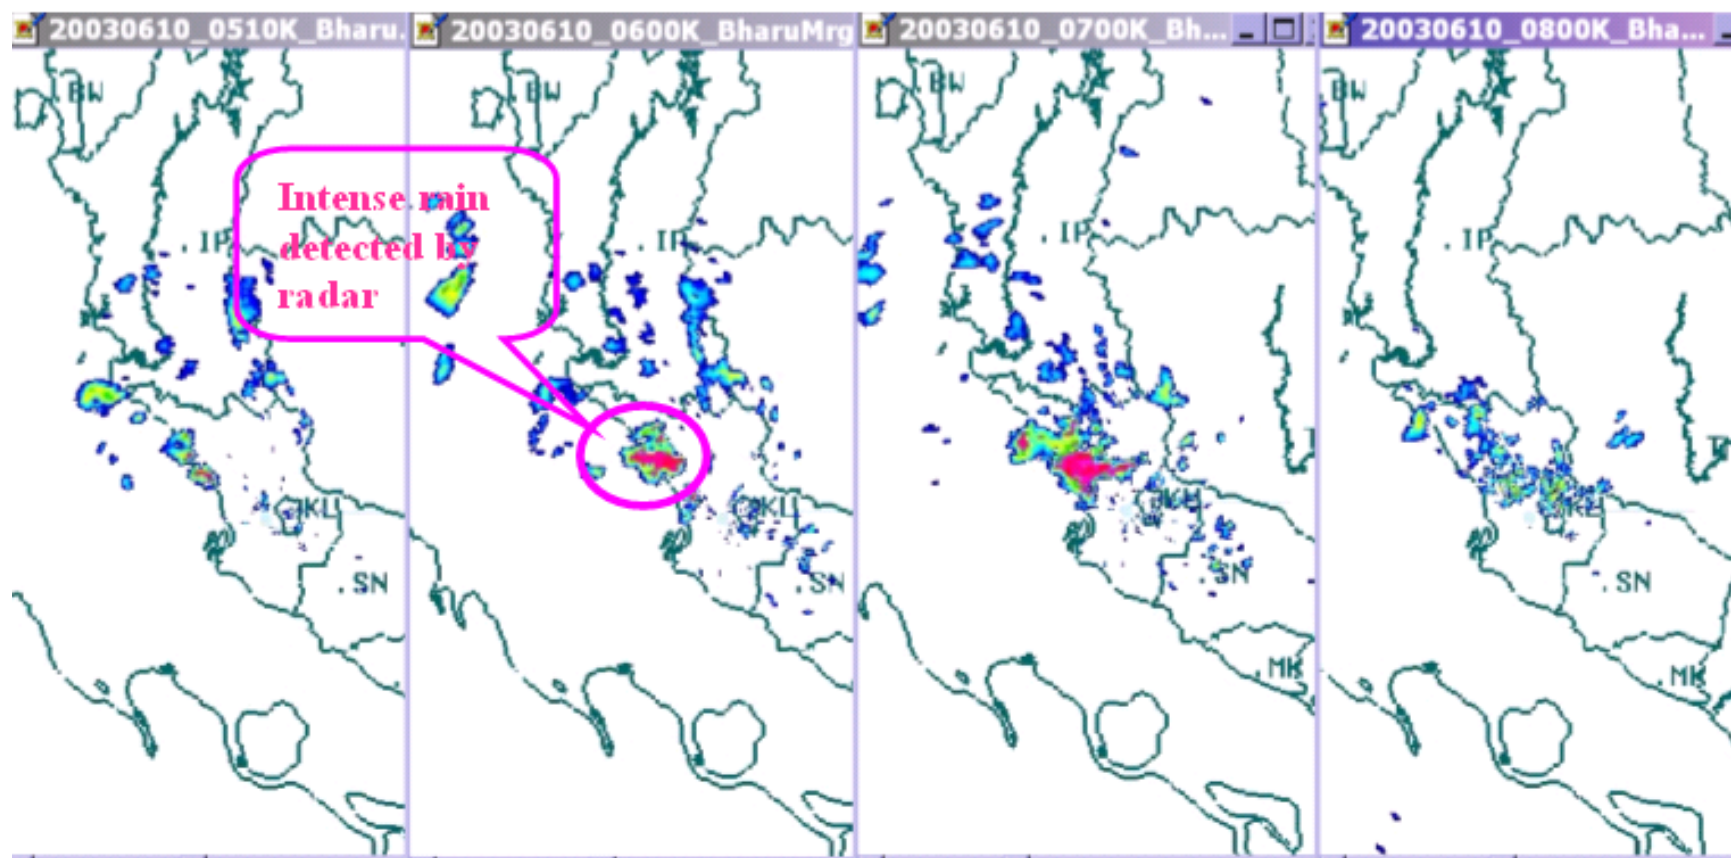 20030610_0510K_Bharu.
20030610_0600K_BharuMrg
20030610_0700K_Bh...
20030610_0800K_Bha...
BW
BW
BW
BW
Intense rain
detected by
radar
.IP
.IP
.IP
.IP
KL
KL
KL
KL
.SN
.SN
.SN
.SN
.MK
.MK